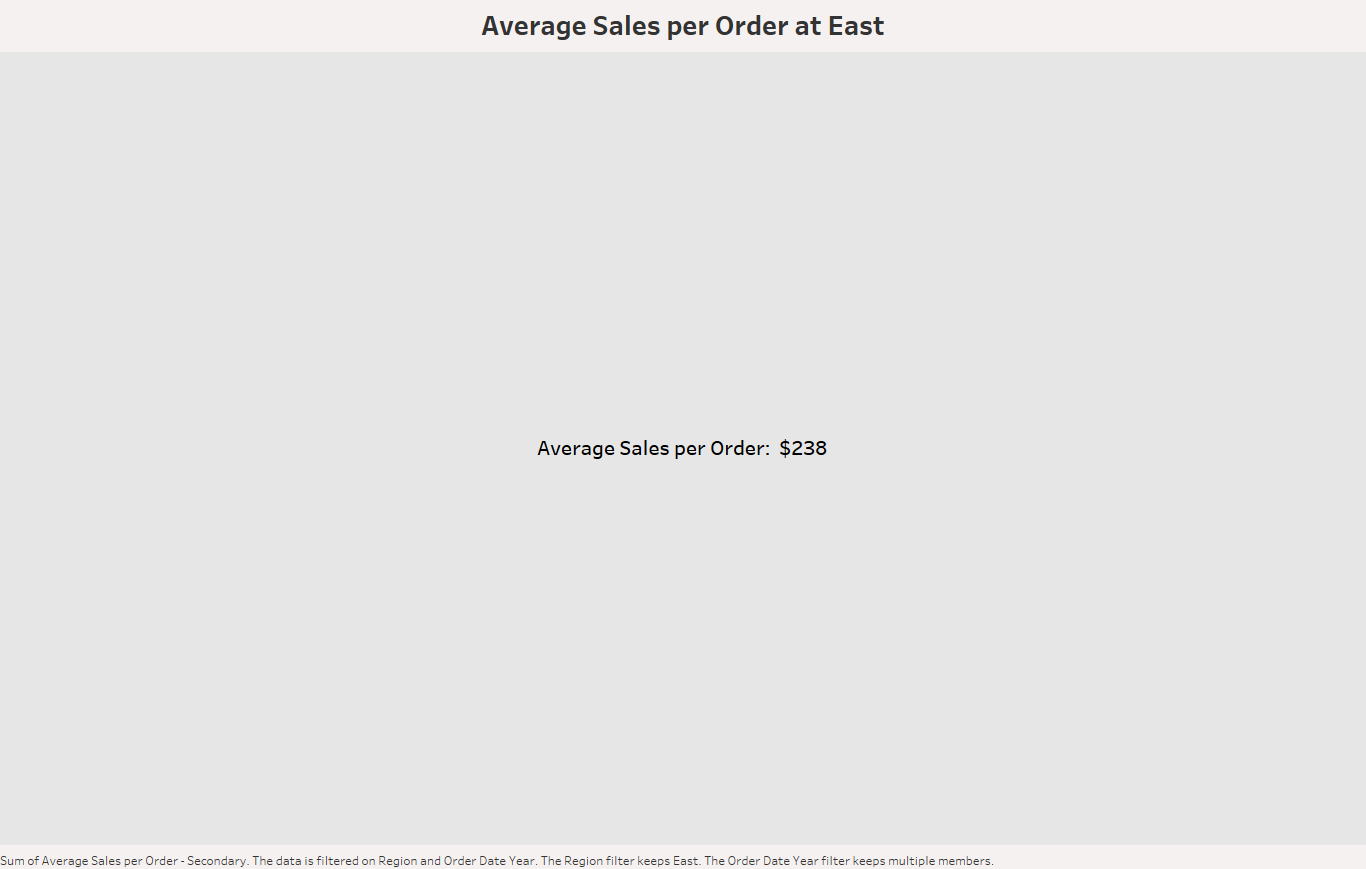 Average Sales per Order at East
Average Sales per Order: $238
Sum of Average Sales per Order - Secondary. The data is filtered on Region and Order Date Year. The Region filter keeps East. The Order Date Year filter keeps multiple members.